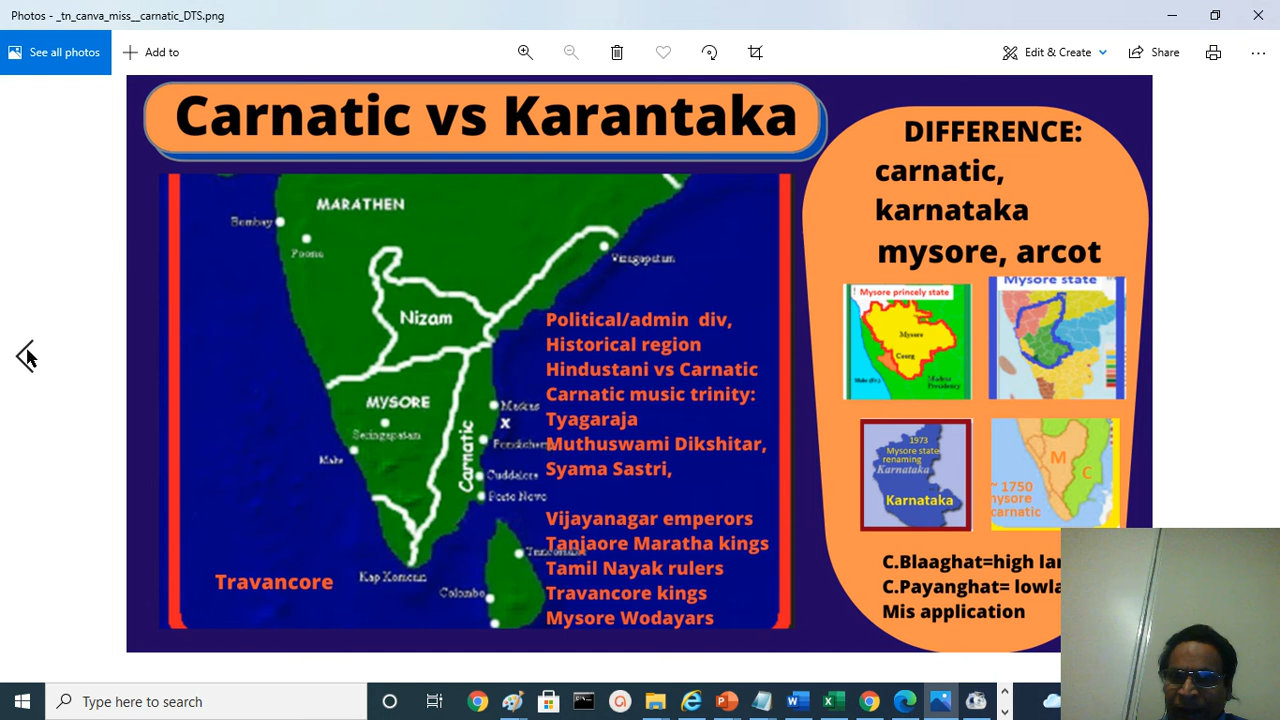 Photos - _tn_canva_miss__carnatic_DTS.png
See all photos
Add to
Edit & Create
Share
Carnatic vs Karantaka
MARATHEN
Bombay
Poona
Vizagapatam
Nizam
MYSORE
Seringapatam
Mahe
Carnatic
Madras
x
Pondicherry
Cuddalore
Porto Novo
Kap Komorin
Colombo
Travancore
Political/admin div,
Historical region
Hindustani vs Carnatic
Carnatic music trinity:
Tyagaraja
Muthuswami Dikshitar,
Syama Sastri,
Vijayanagar emperors
Tanjaore Maratha kings
Tamil Nayak rulers
Travancore kings
Mysore Wodayars
DIFFERENCE:
carnatic,
karnataka
mysore, arcot
Mysore princely state
Mysore
Coorg
Mahe (Fr.)
Madras
Presidency
Mysore state
1973
Mysore state
renaming
Karnataka
Karnataka
M
C
~ 1750
mysore
carnatic
C.Blaaghat=high
C.Payanghat=
Mis application
Type here to search